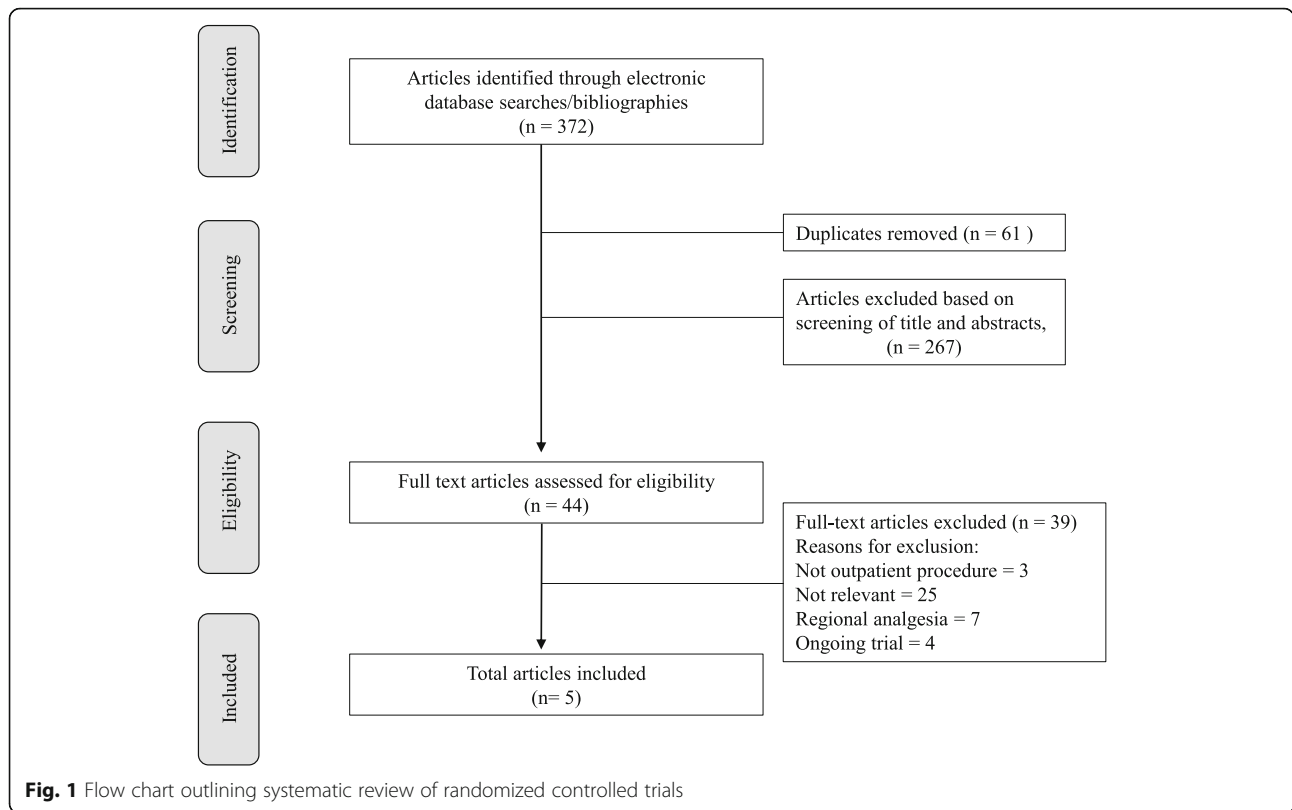 Identification
Articles identified through electronic
database searches/bibliographies
(n = 372)
Screening
Duplicates removed (n = 61 )
Articles excluded based on
screening of title and abstracts,
(n = 267)
Eligibility
Full text articles assessed for eligibility
(n = 44)
Full-text articles excluded (n = 39)
Reasons for exclusion:
Not outpatient procedure = 3
Not relevant = 25
Regional analgesia = 7
Ongoing trial = 4
Included
Total articles included
(n= 5)
Fig. 1 Flow chart outlining systematic review of randomized controlled trials